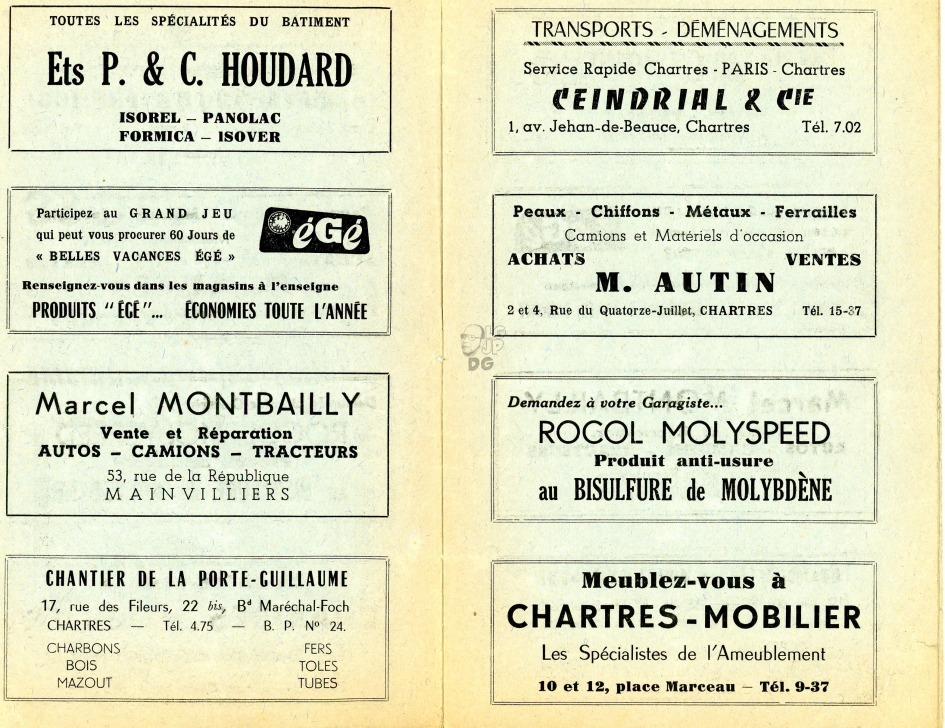 TOUTES LES SPÉCIALITÉS DU BATIMENT
Ets P. & C. HOUDARD
ISOREL – PANOLAC
FORMICA – ISOVER
Participez au GRAND JEU
qui peut vous procurer 60 Jours de
« BELLES VACANCES ÉGÉ »
éGé
Renseignez-vous dans les magasins à l'enseigne
PRODUITS "ÉGÉ"... ÉCONOMIES TOUTE L'ANNÉE
Marcel MONTBAILLY
Vente et Réparation
AUTOS – CAMIONS – TRACTEURS
53, rue de la République
MAINVILLIERS
CHANTIER DE LA PORTE-GUILLAUME
17, rue des Fileurs, 22 bis, Bd Maréchal-Foch
CHARTRES — Tél. 4.75 — B. P. No 24.
CHARBONS FERS
BOIS TOLES
MAZOUT TUBES
TRANSPORTS - DÉMÉNAGEMENTS
Service Rapide Chartres - PARIS - Chartres
CEINDRIAL & CIE
1, av. Jehan-de-Beauce, Chartres Tél. 7.02
Peaux - Chiffons - Métaux - Ferrailles
Camions et Matériels d'occasion
ACHATS VENTES
M. AUTIN
2 et 4, Rue du Quatorze-Juillet, CHARTRES Tél. 15-37
JP
DG
Demandez à votre Garagiste...
ROCOL MOLYSPEED
Produit anti-usure
au BISULFURE de MOLYBDÈNE
Meublez-vous à
CHARTRES-MOBILIER
Les Spécialistes de l'Ameublement
10 et 12, place Marceau – Tél. 9-37